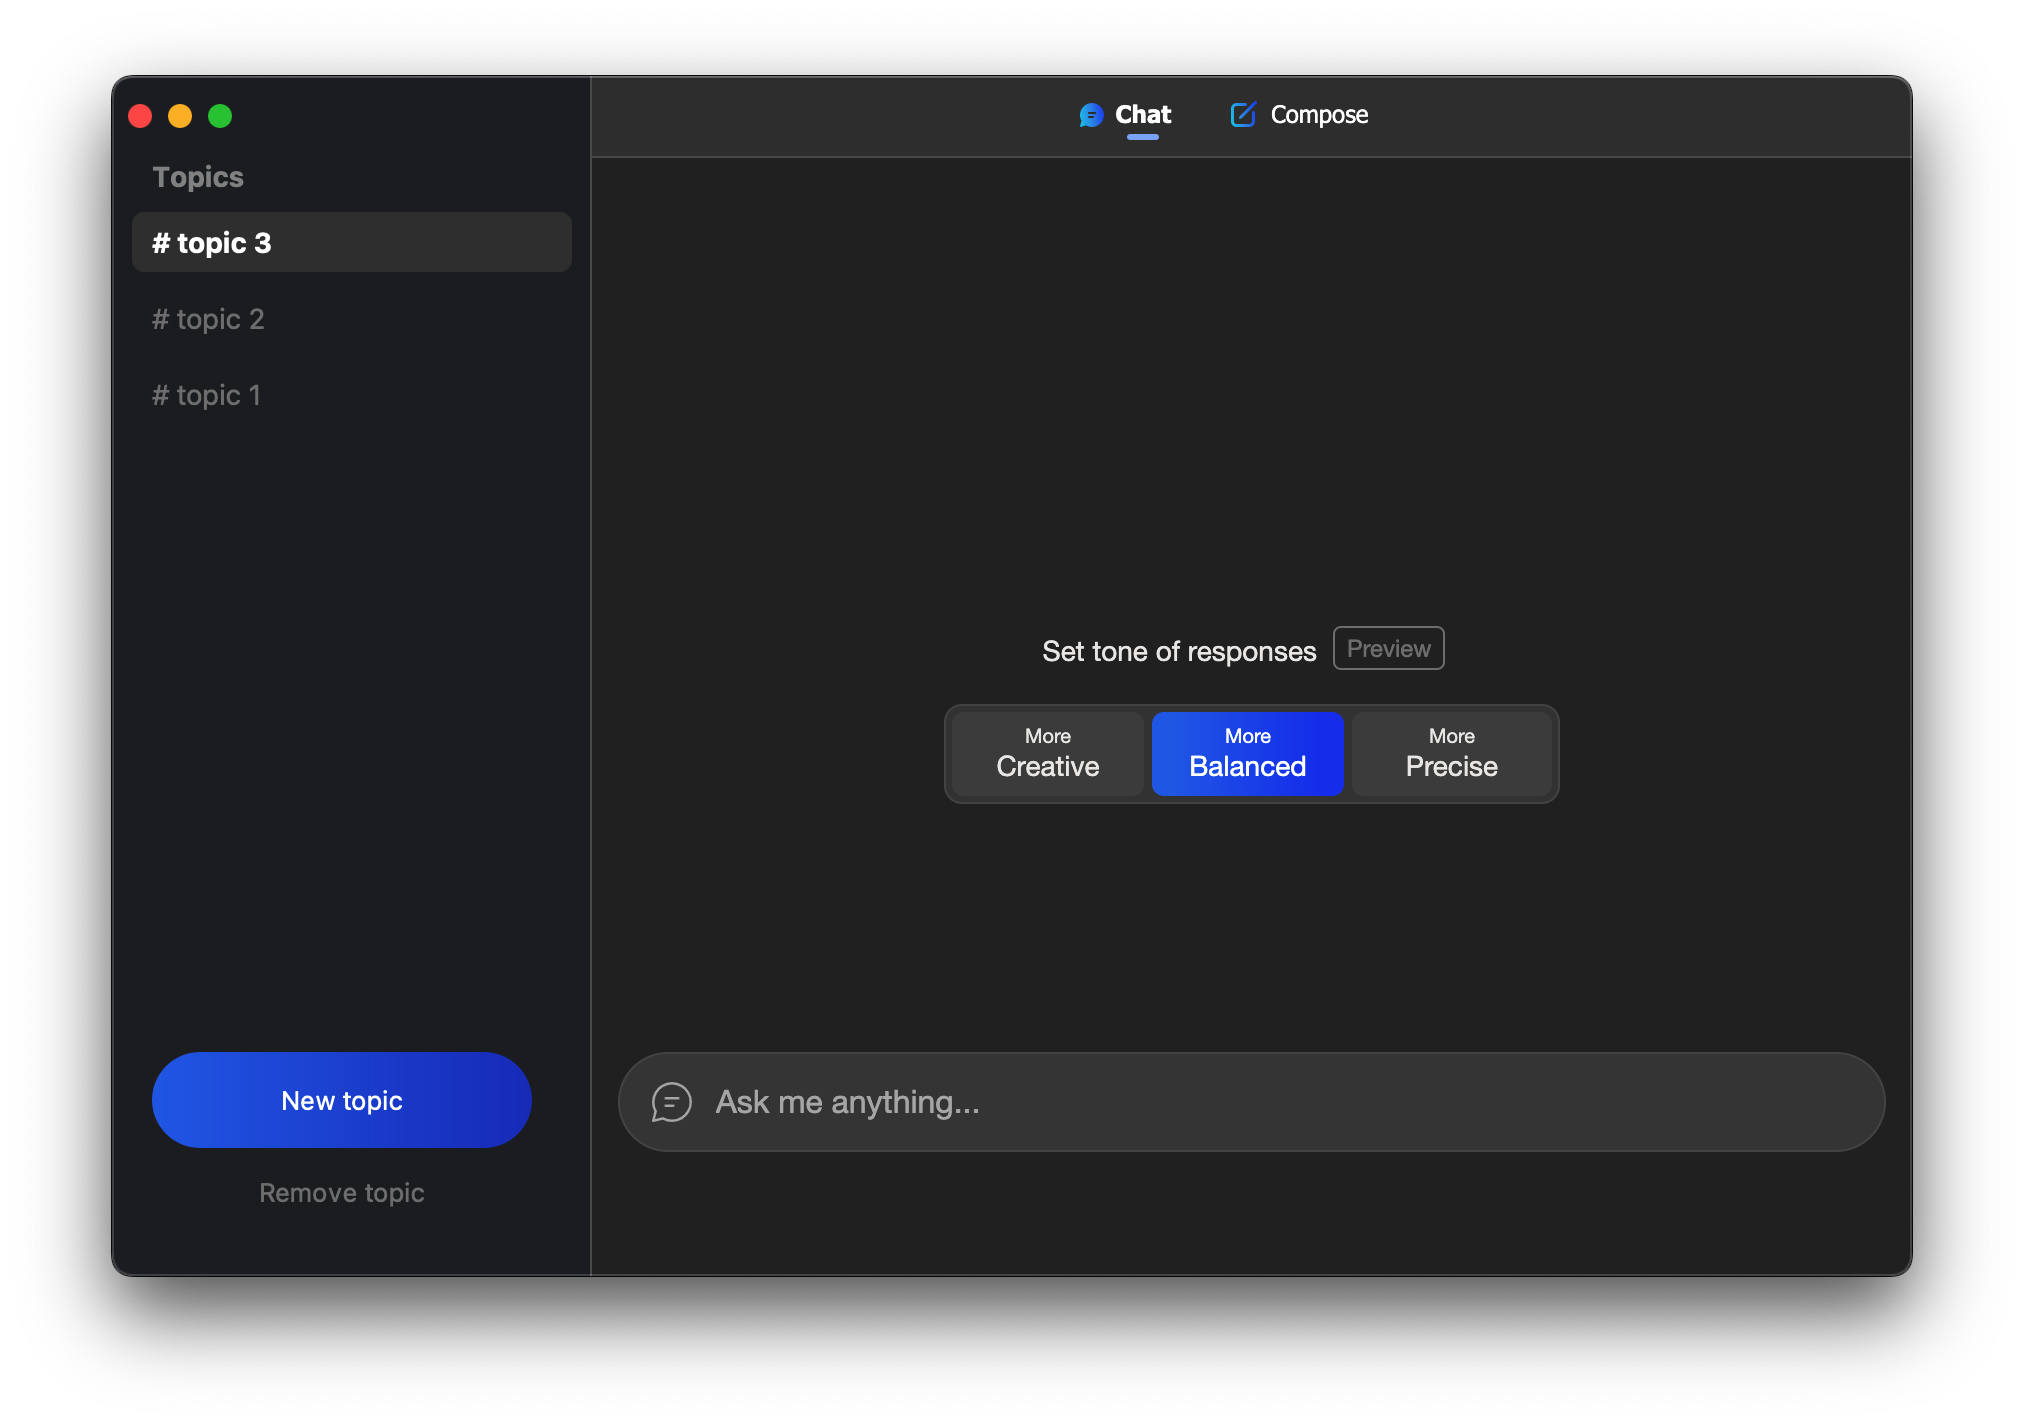 Topics
# topic 3
# topic 2
# topic 1
New topic
Remove topic
Chat
Compose
Set tone of responses
Preview
More
Creative
More
Balanced
More
Precise
Ask me anything...